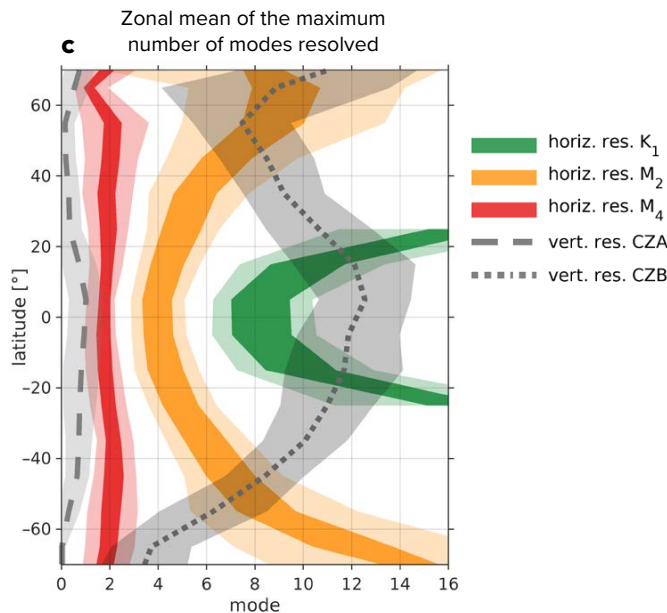 Zonal mean of the maximum
c number of modes resolved
60
40
20
0
−20
−40
−60
latitude [°]
0 2 4 6 8 10 12 14 16
mode
horiz. res. K1
horiz. res. M2
horiz. res. M4
vert. res. CZA
vert. res. CZB